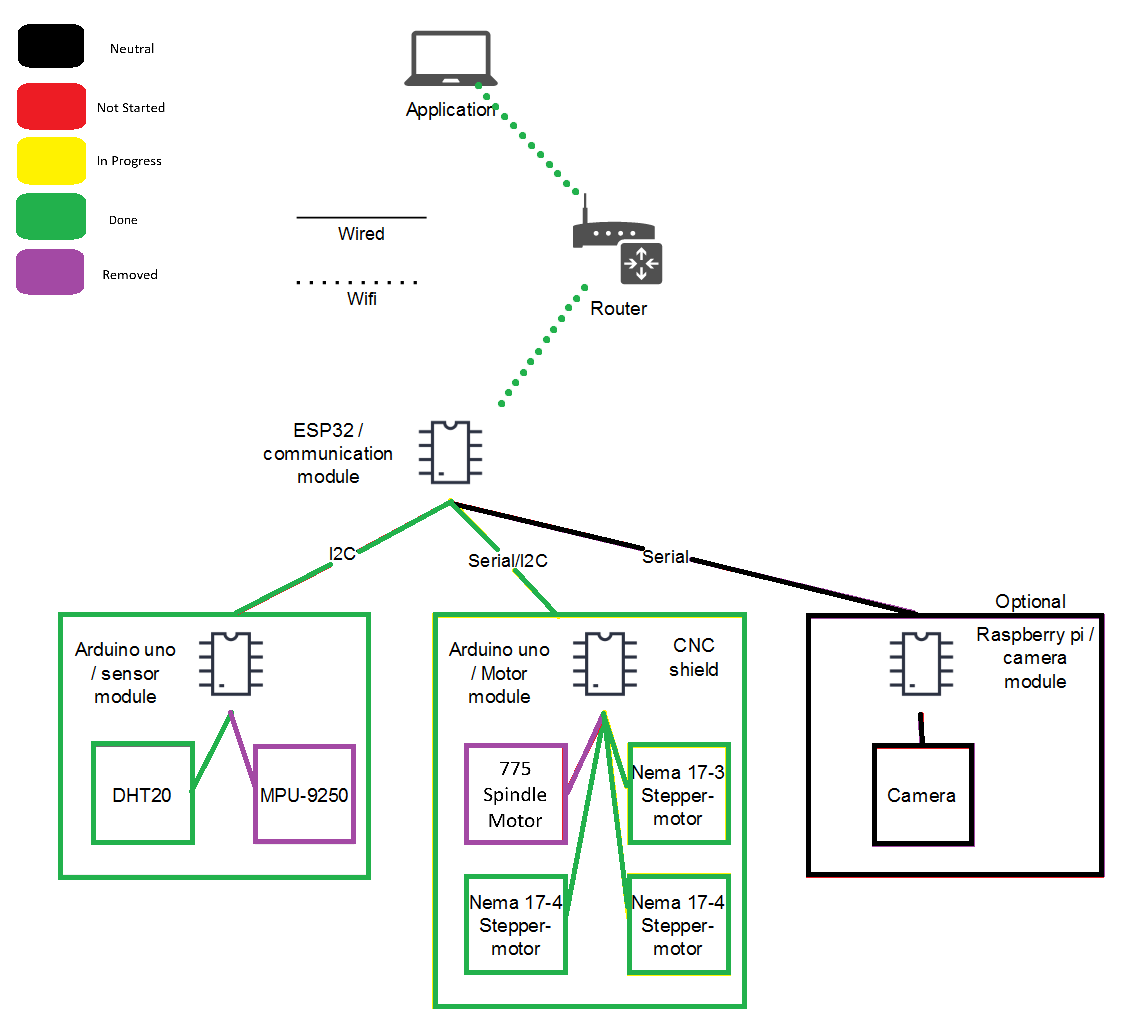 Neutral
Not Started
In Progress
Done
Removed
Application
Wired
Wifi
Router
ESP32 /
communication
module
I2C
Serial/I2C
Serial
Arduino uno
/ sensor
module
DHT20
MPU-9250
Arduino uno
/ Motor
module
CNC
shield
775
Spindle
Motor
Nema 17-3
Stepper-
motor
Nema 17-4
Stepper-
motor
Nema 17-4
Stepper-
motor
Optional
Raspberry pi /
camera
module
Camera